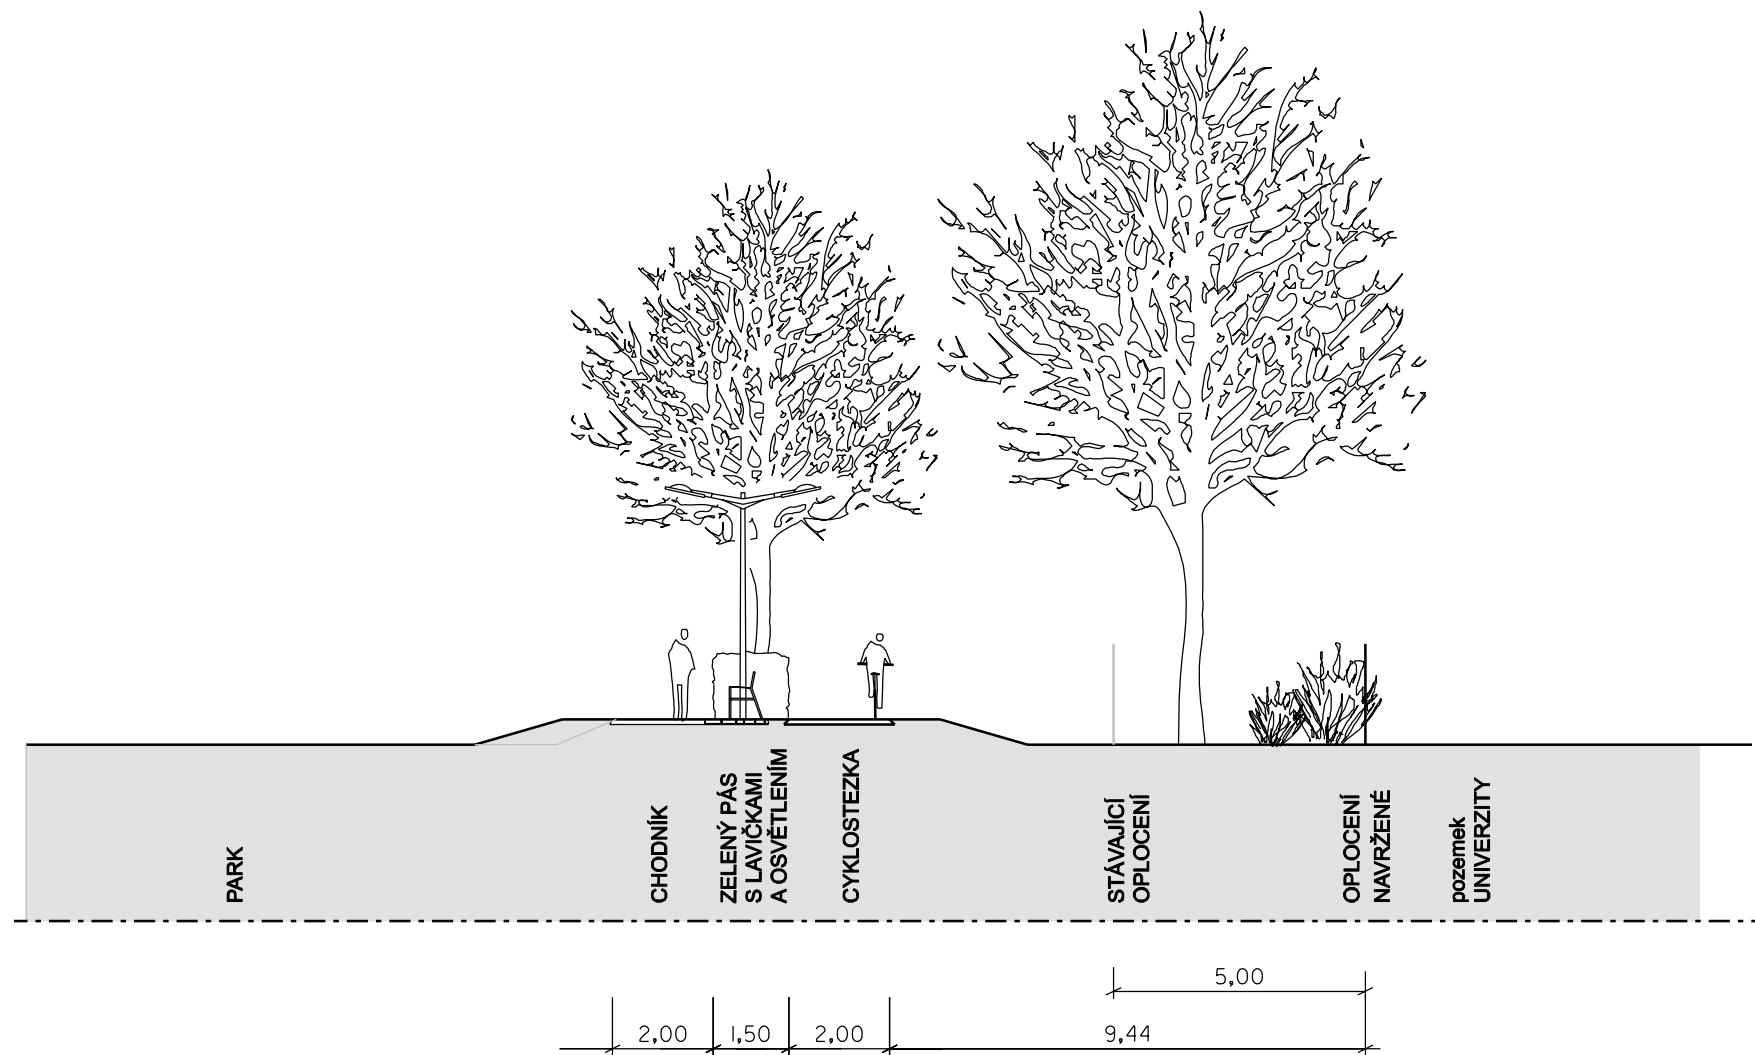 PARK
CHODNÍK
ZELENÝ PÁS
S LAVIČKAMI
A OSVĚTLENÍM
CYKLOSTEZKA
STÁVAJÍCÍ
OPLOCENÍ
OPLOCENÍ
NAVRŽENÉ
pozemek
UNIVERZITY
5,00
2,00
1,50
2,00
9,44